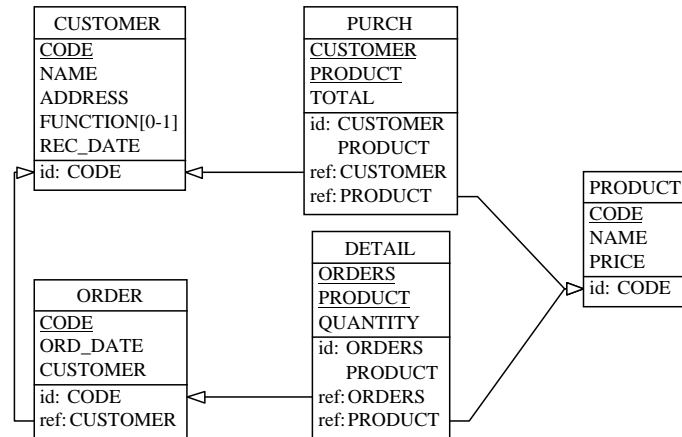 CUSTOMER
CODE
NAME
ADDRESS
FUNCTION[0-1]
REC_DATE
id: CODE
PURCH
CUSTOMER
PRODUCT
TOTAL
id: CUSTOMER
PRODUCT
ref: CUSTOMER
ref: PRODUCT
PRODUCT
CODE
NAME
PRICE
id: CODE
ORDER
CODE
ORD_DATE
CUSTOMER
id: CODE
ref: CUSTOMER
DETAIL
ORDERS
PRODUCT
QUANTITY
id: ORDERS
PRODUCT
ref: ORDERS
ref: PRODUCT